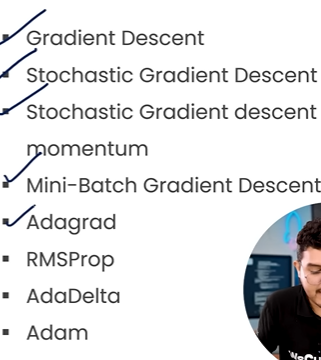 Gradient Descent
Stochastic Gradient Descent
Stochastic Gradient descent
momentum
Mini-Batch Gradient Descent
Adagrad
RMSProp
AdaDelta
Adam